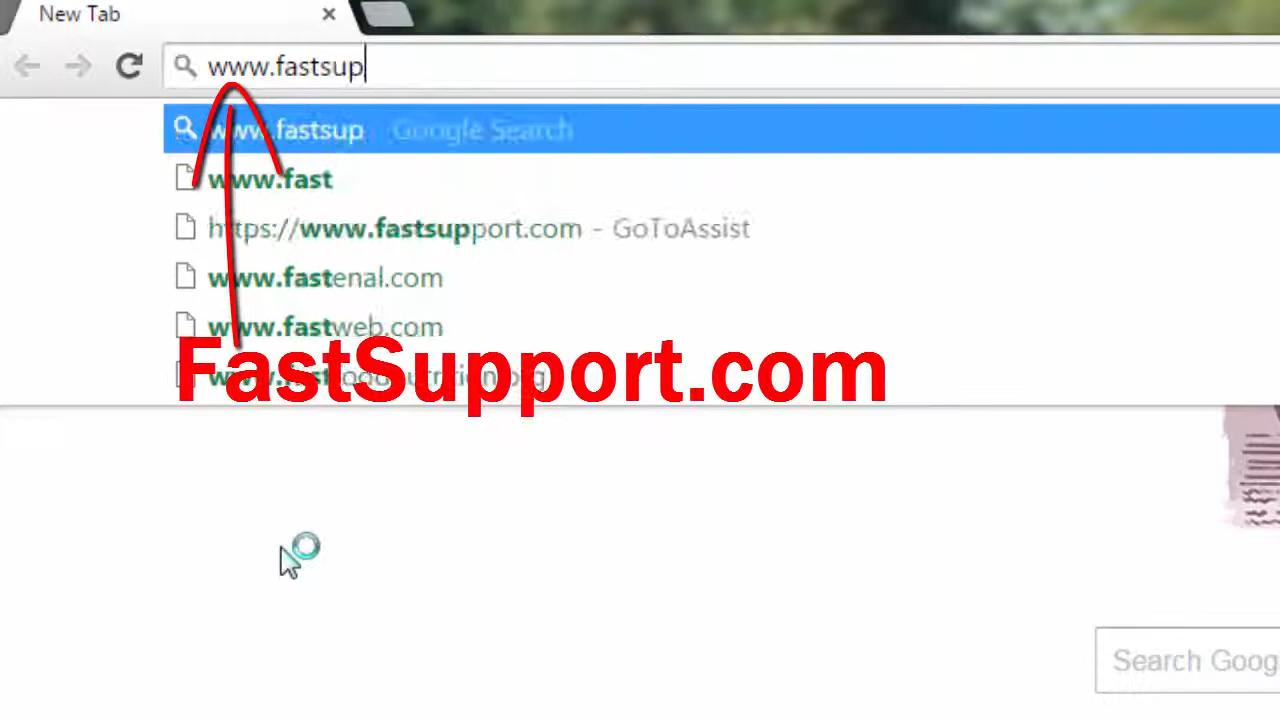 New Tab
www.fastsup
www.fastsup Google Search
www.fast
https://www.fastsupport.com - GoToAssist
www.fastenal.com
www.fastweb.com
FastSupport.com
Search Goog